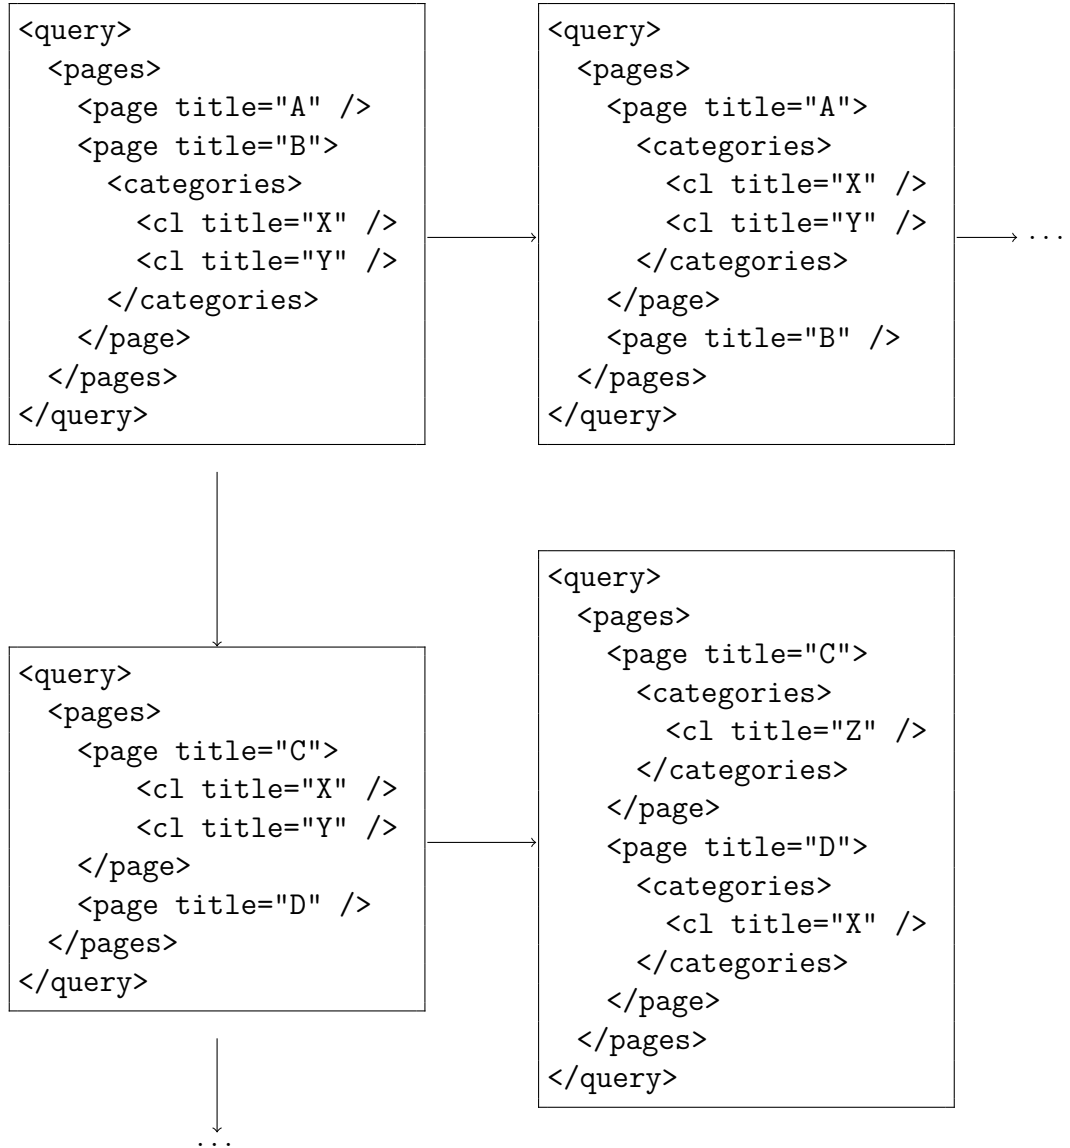 <query>
  <pages>
    <page title="A" />
    <page title="B">
      <categories>
        <cl title="X" />
        <cl title="Y" />
      </categories>
    </page>
  </pages>
</query>
<query>
  <pages>
    <page title="A">
      <categories>
        <cl title="X" />
        <cl title="Y" />
      </categories>
    </page>
    <page title="B" />
  </pages>
</query>
...
<query>
  <pages>
    <page title="C">
        <cl title="X" />
        <cl title="Y" />
    </page>
    <page title="D" />
  </pages>
</query>
<query>
  <pages>
    <page title="C">
      <categories>
        <cl title="Z" />
      </categories>
    </page>
    <page title="D">
      <categories>
        <cl title="X" />
      </categories>
    </page>
  </pages>
</query>
...